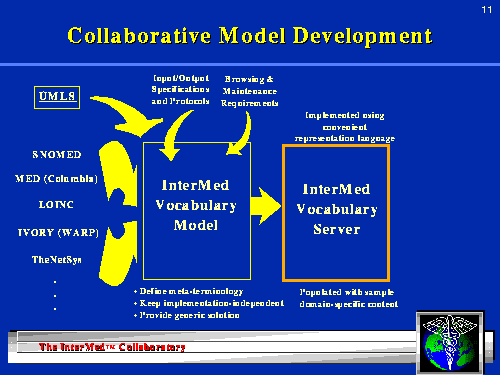 11
Collaborative Model Development
Input/Output
Specifications
and Protocols
Browsing &
Maintenance
Requirements
UMLS
Implemented using
convenient
representation language
SNOMED
MED (Columbia)
LOINC
IVORY (WARP)
TheNetSys
•
•
•
InterMed
Vocabulary
Model
InterMed
Vocabulary
Server
• Define meta-terminology
• Keep implementation-independent
• Provide generic solution
Populated with sample
domain-specific content
The InterMed™ Collaboratory